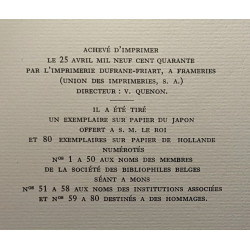 ACHEVÉ D'IMPRIMER
LE 25 AVRIL MIL NEUF CENT QUARANTE
PAR L'IMPRIMERIE DUFRANE-FRIART, A FRAMERIES
(UNION DES IMPRIMERIES, S. A.)
DIRECTEUR : V. QUENON.
IL A ÉTÉ TIRÉ
UN EXEMPLAIRE SUR PAPIER DU JAPON
OFFERT A S. M. LE ROI
ET 80 EXEMPLAIRES SUR PAPIER DE HOLLANDE
NUMÉROTÉS
Nos 1 A 50 AUX NOMS DES MEMBRES
DE LA SOCIÉTÉ DES BIBLIOPHILES BELGES
SÉANT A MONS
Nos 51 A 58 AUX NOMS DES INSTITUTIONS ASSOCIÉES
ET Nos 59 A 80 DESTINÉS A DES HOMMAGES.